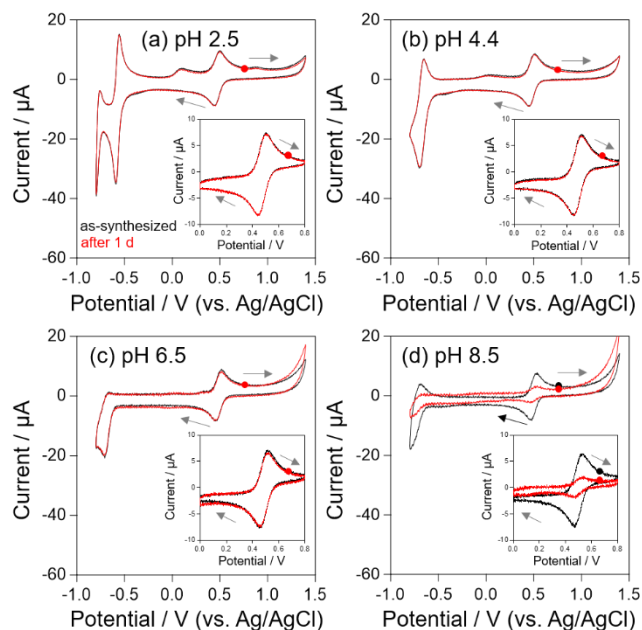 (a) pH 2.5
(b) pH 4.4
Current / µA
20
0
-20
-40
-60
as-synthesized
after 1 d
Current / µA
10
5
0
-5
-10
0.0 0.2 0.4 0.6 0.8
Potential / V
-1.0 -0.5 0.0 0.5 1.0 1.5
Potential / V (vs. Ag/AgCl)
Current / µA
20
0
-20
-40
-60
Current / µA
10
5
0
-5
-10
0.0 0.2 0.4 0.6 0.8
Potential / V
-1.0 -0.5 0.0 0.5 1.0 1.5
Potential / V (vs. Ag/AgCl)
(c) pH 6.5
(d) pH 8.5
Current / µA
20
0
-20
-40
-60
Current / µA
10
5
0
-5
-10
0.0 0.2 0.4 0.6 0.8
Potential / V
-1.0 -0.5 0.0 0.5 1.0 1.5
Potential / V (vs. Ag/AgCl)
Current / µA
20
0
-20
-40
-60
Current / µA
10
5
0
-5
-10
0.0 0.2 0.4 0.6 0.8
Potential / V
-1.0 -0.5 0.0 0.5 1.0 1.5
Potential / V (vs. Ag/AgCl)